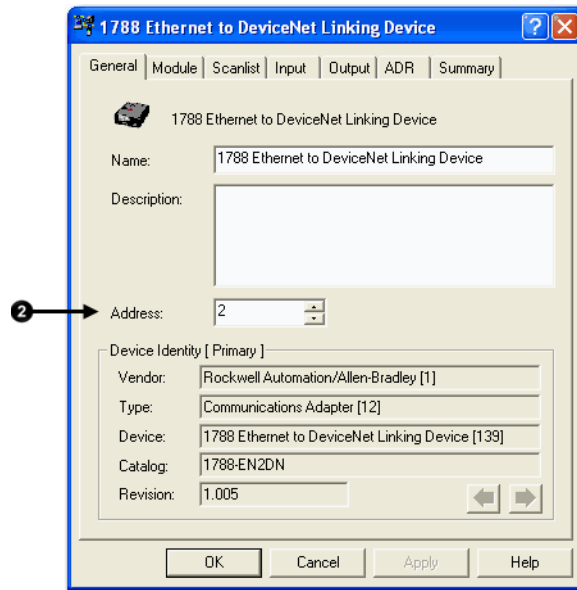 1788 Ethernet to DeviceNet Linking Device
General Module Scanlist Input Output ADR Summary
1788 Ethernet to DeviceNet Linking Device
Name: 1788 Ethernet to DeviceNet Linking Device
Description:
2 Address: 2
Device Identity [ Primary ]
Vendor: Rockwell Automation/Allen-Bradley [1]
Type: Communications Adapter [12]
Device: 1788 Ethernet to DeviceNet Linking Device [139]
Catalog: 1788-EN2DN
Revision: 1.005
OK Cancel Apply Help